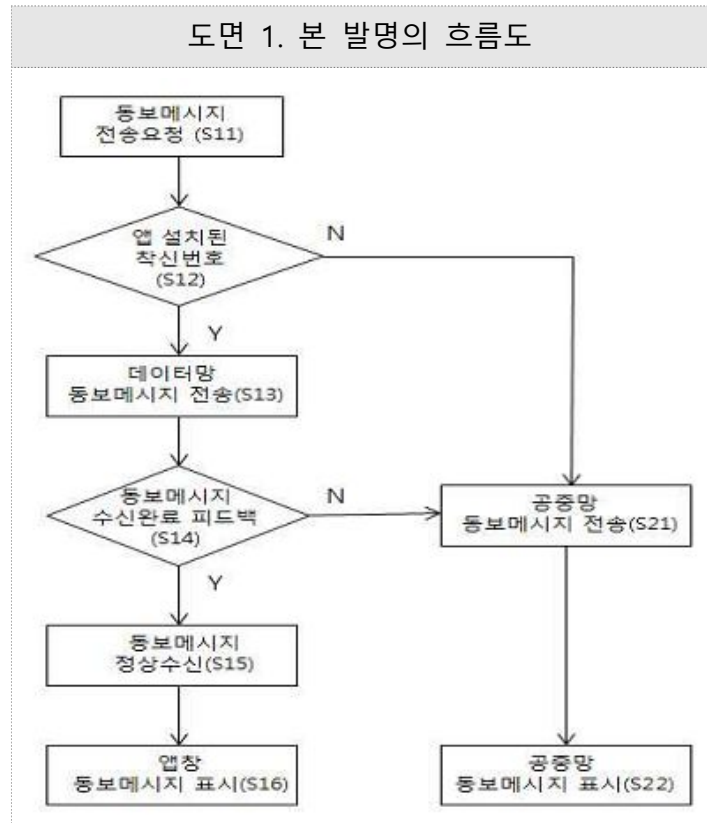 도면 1. 본 발명의 흐름도
동보메시지
전송요청 (S11)
앱 설치된
착신번호
(S12)
N
Y
데이터망
동보메시지 전송(S13)
동보메시지
수신완료 피드백
(S14)
N
공중망
동보메시지 전송(S21)
Y
동보메시지
정상수신(S15)
앱창
동보메시지 표시(S16)
공중망
동보메시지 표시(S22)